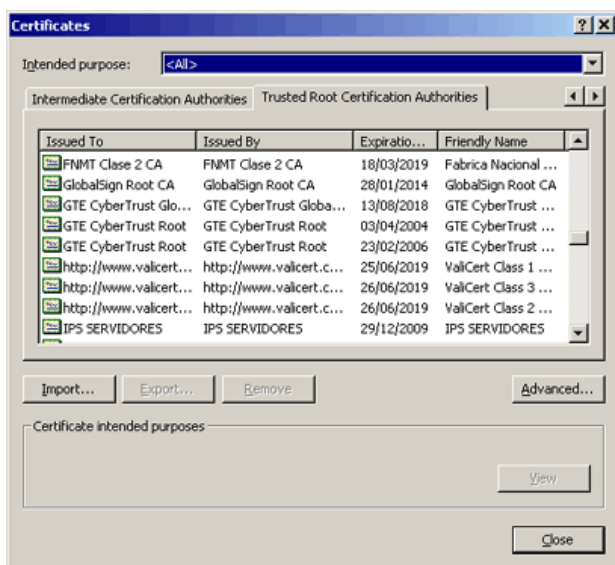 Certificates
Intended purpose: <All>
Intermediate Certification Authorities Trusted Root Certification Authorities
Issued To Issued By Expiratio... Friendly Name
FNMT Clase 2 CA FNMT Clase 2 CA 18/03/2019 Fabrica Nacional ...
GlobalSign Root CA GlobalSign Root CA 28/01/2014 GlobalSign Root CA
GTE CyberTrust Glo... GTE CyberTrust Globa... 13/08/2018 GTE CyberTrust ...
GTE CyberTrust Root GTE CyberTrust Root 03/04/2004 GTE CyberTrust ...
GTE CyberTrust Root GTE CyberTrust Root 23/02/2006 GTE CyberTrust ...
http://www.valicert.... http://www.valicert.c... 25/06/2019 ValiCert Class 1 ...
http://www.valicert.... http://www.valicert.c... 26/06/2019 ValiCert Class 3 ...
http://www.valicert.... http://www.valicert.c... 26/06/2019 ValiCert Class 2 ...
IPS SERVIDORES IPS SERVIDORES 29/12/2009 IPS SERVIDORES
Import... Export... Remove Advanced...
Certificate intended purposes
View
Close